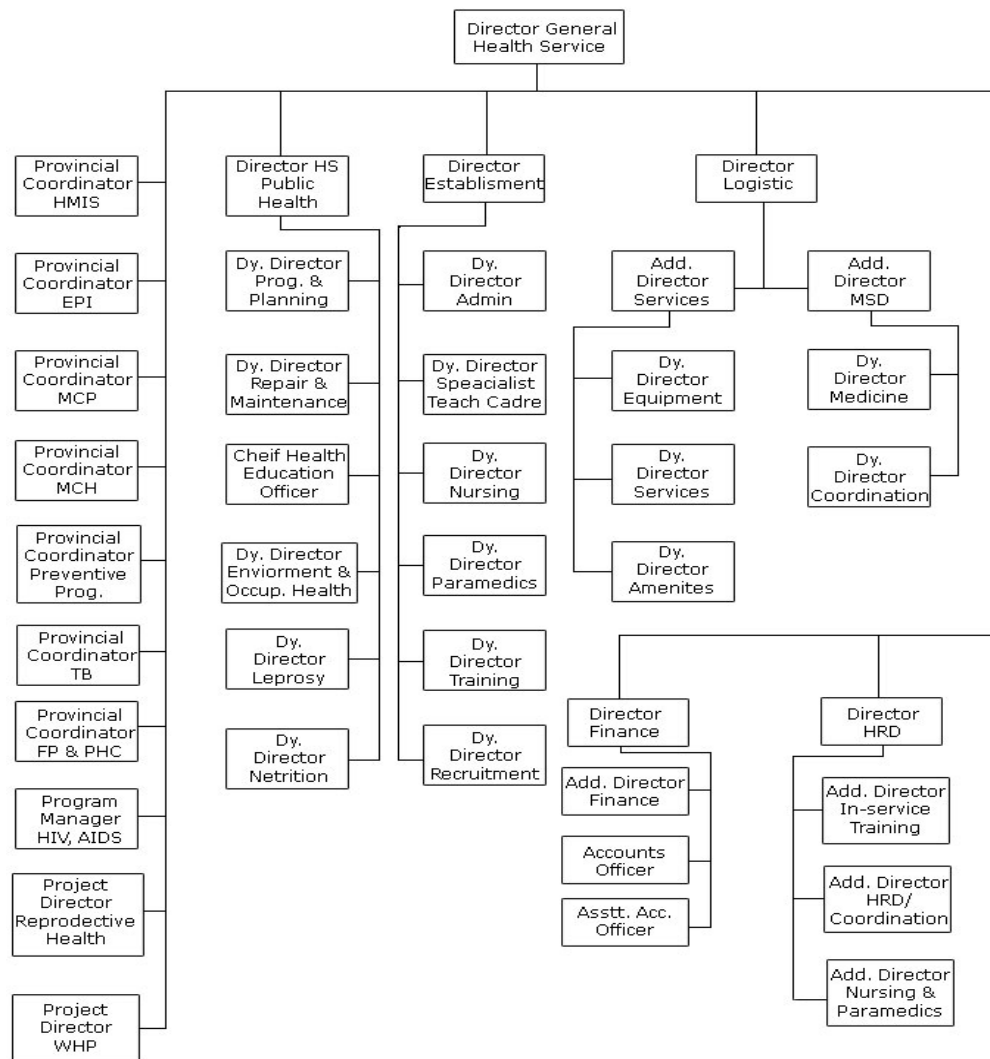 Director General
Health Service
Provincial
Coordinator
HMIS
Provincial
Coordinator
EPI
Provincial
Coordinator
MCP
Provincial
Coordinator
MCH
Provincial
Coordinator
Preventive
Prog.
Provincial
Coordinator
TB
Provincial
Coordinator
FP & PHC
Program
Manager
HIV, AIDS
Project
Director
Reprodective
Health
Project
Director
WHP
Director HS
Public
Health
Dy. Director
Prog. &
Planning
Dy. Director
Repair &
Maintenance
Cheif Health
Education
Officer
Dy. Director
Enviorment &
Occup. Health
Dy.
Director
Leprosy
Dy.
Director
Netrition
Director
Establisment
Dy.
Director
Admin
Dy. Director
Speacialist
Teach Cadre
Dy.
Director
Nursing
Dy.
Director
Paramedics
Dy.
Director
Training
Dy.
Director
Recruitment
Director
Logistic
Add.
Director
Services
Dy.
Director
Equipment
Dy.
Director
Services
Dy.
Director
Amenites
Add.
Director
MSD
Dy.
Director
Medicine
Dy.
Director
Coordination
Director
Finance
Add. Director
Finance
Accounts
Officer
Asstt. Acc.
Officer
Director
HRD
Add. Director
In-service
Training
Add. Director
HRD/
Coordination
Add. Director
Nursing &
Paramedics